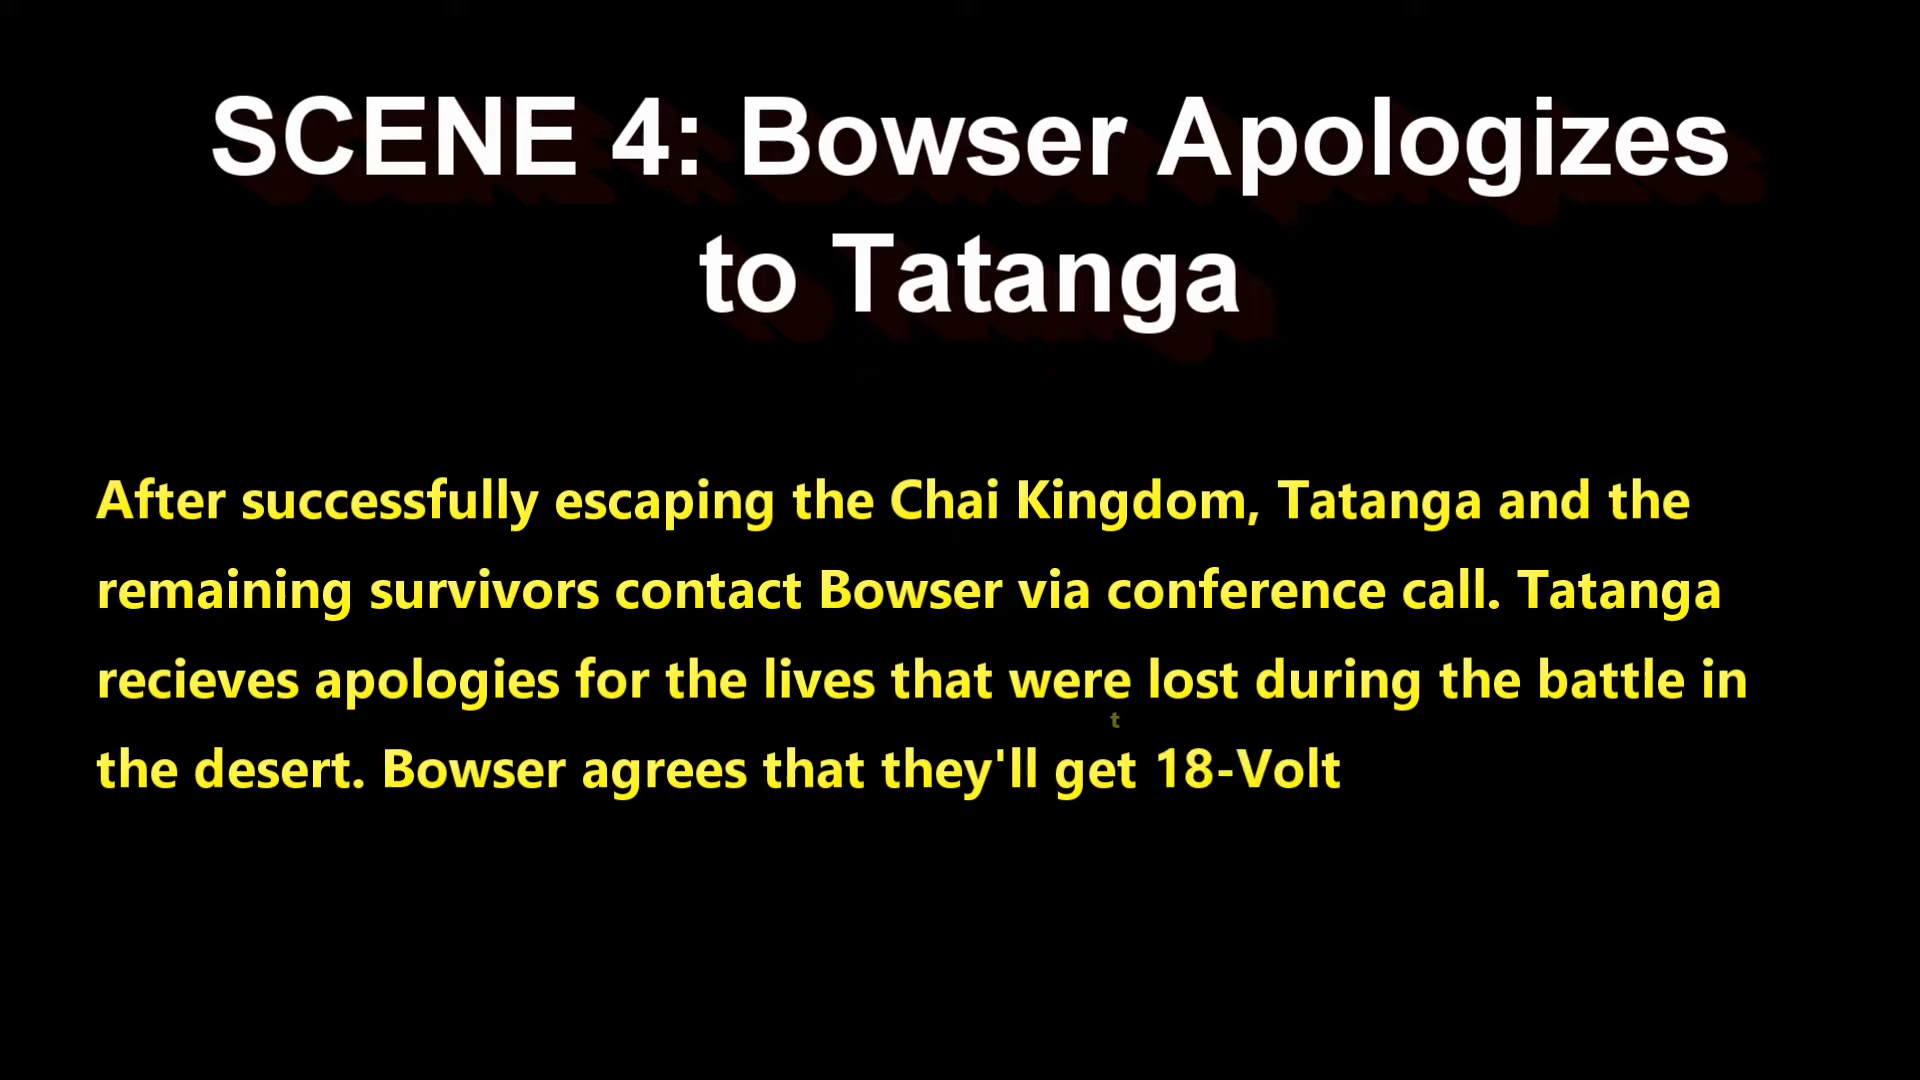 SCENE 4: Bowser Apologizes
to Tatanga
After successfully escaping the Chai Kingdom, Tatanga and the
remaining survivors contact Bowser via conference call. Tatanga
recieves apologies for the lives that were lost during the battle in
t
the desert. Bowser agrees that they'll get 18-Volt